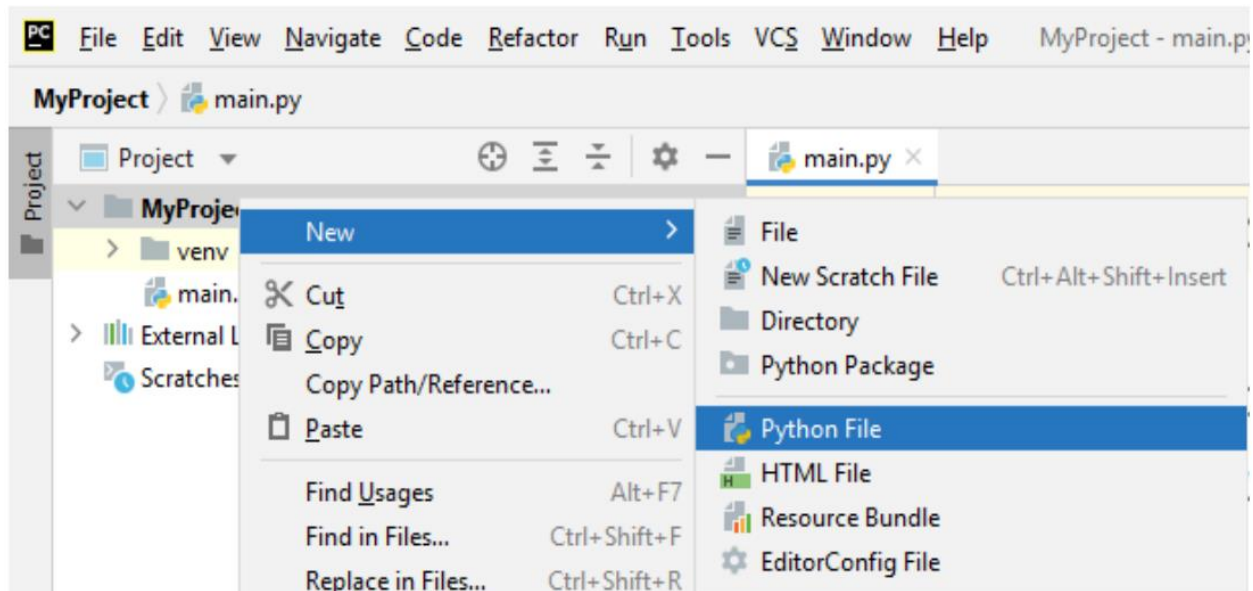 PC File Edit View Navigate Code Refactor Run Tools VCS Window Help MyProject - main.py
MyProject main.py
Project
Project main.py
MyProje
venv
main.
External L
Scratches
New
Cut Ctrl+X
Copy Ctrl+C
Copy Path/Reference...
Paste Ctrl+V
Find Usages Alt+F7
Find in Files... Ctrl+Shift+F
Replace in Files... Ctrl+Shift+R
File
New Scratch File Ctrl+Alt+Shift+Insert
Directory
Python Package
Python File
HTML File
Resource Bundle
EditorConfig File